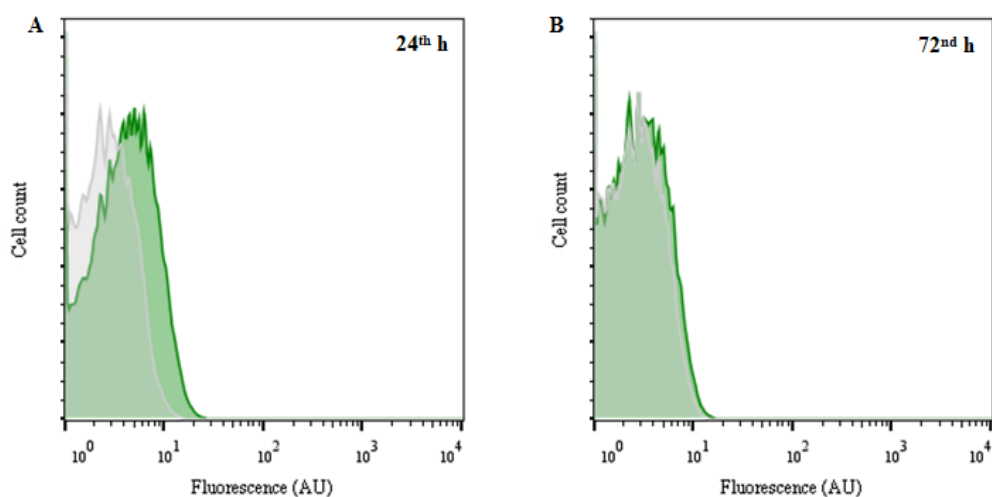 A
24th h
Cell count
10^0 10^1 10^2 10^3 10^4
Fluorescence (AU)
B
72nd h
Cell count
10^0 10^1 10^2 10^3 10^4
Fluorescence (AU)